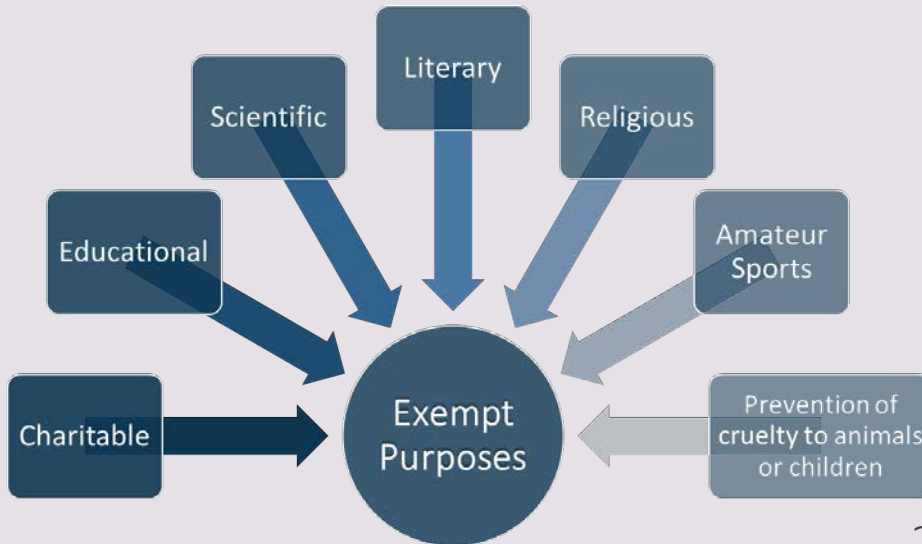 Literary
Scientific
Religious
Educational
Amateur
Sports
Charitable
Exempt
Purposes
Prevention of
cruelty to animals
or children